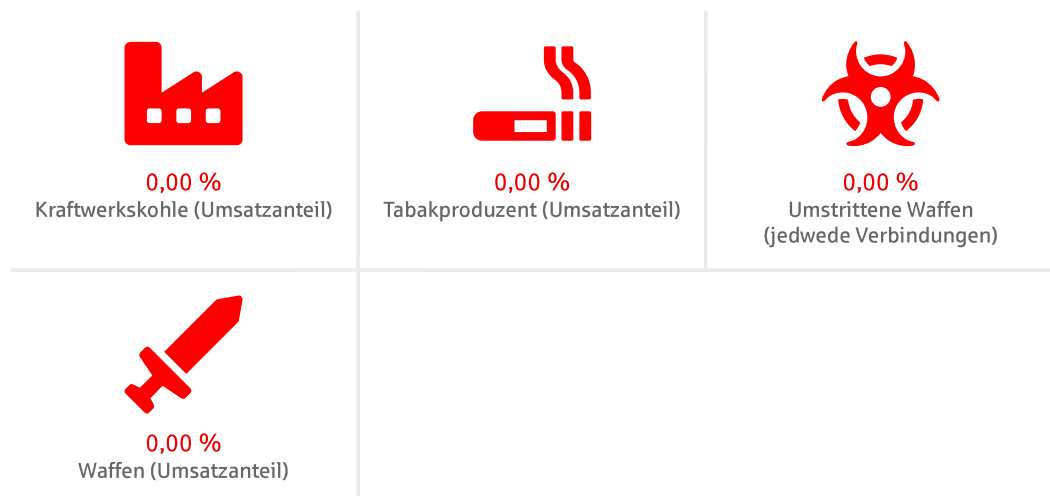 0,00 %
Kraftwerkskohle (Umsatzanteil)
0,00 %
Tabakproduzent (Umsatzanteil)
0,00 %
Umstrittene Waffen
(jedwede Verbindungen)
0,00 %
Waffen (Umsatzanteil)